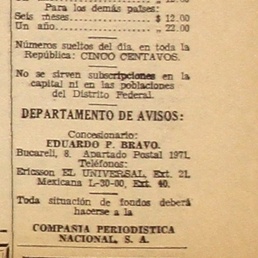 Para los demás países:
Seis meses...... $ 12.00
Un año...... „ 22.00
Números sueltos del día, en toda la
República: CINCO CENTAVOS.
No se sirven subscripciones en la
capital ni en las poblaciones
del Distrito Federal.
DEPARTAMENTO DE AVISOS:
Concesionario:
EDUARDO P. BRAVO.
Bucareli, 8. Apartado Postal 1971.
Teléfonos:
Ericsson EL UNIVERSAL, Ext. 21.
Mexicana L-30-00, Ext. 40.
Toda situación de fondos deberá
hacerse a la
COMPAÑIA PERIODISTICA
NACIONAL, S. A.